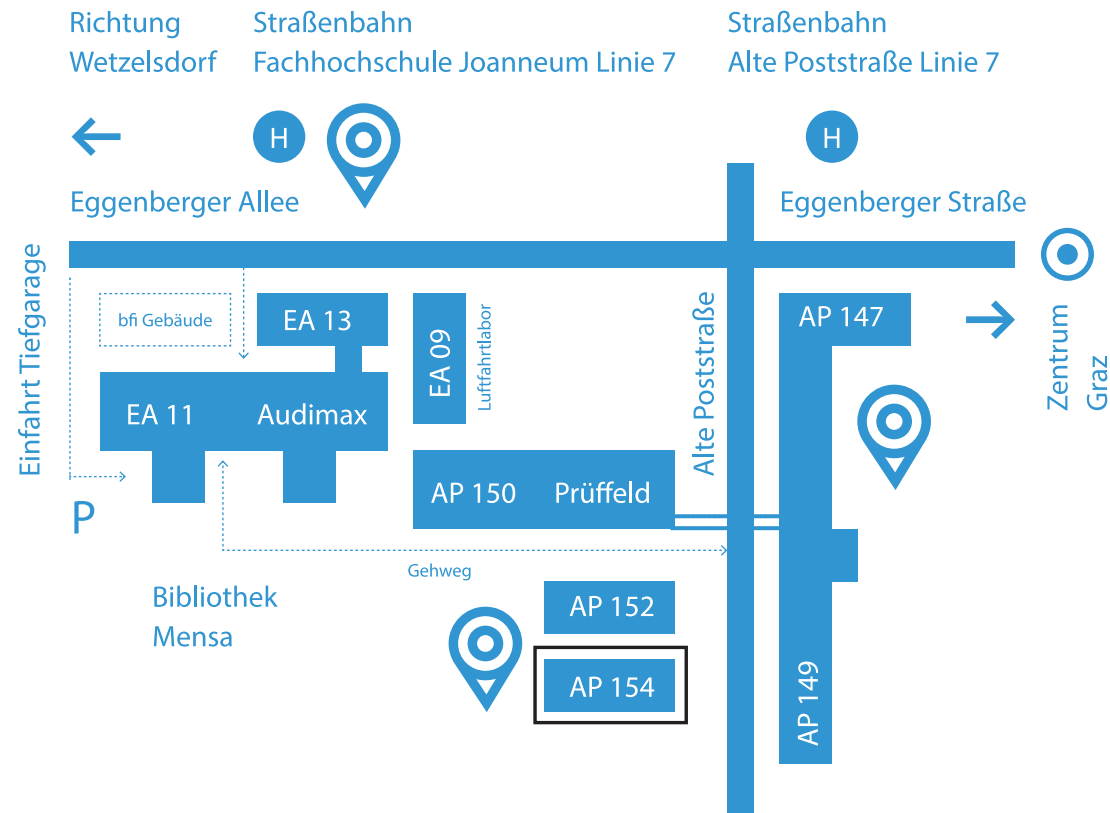 Richtung
Wetzelsdorf
Straßenbahn
Fachhochschule Joanneum Linie 7
Straßenbahn
Alte Poststraße Linie 7
H
H
Eggenberger Allee
Eggenberger Straße
Einfahrt Tiefgarage
bfi Gebäude
EA 13
EA 09
Luftfahrtlabor
Alte Poststraße
AP 147
Zentrum
Graz
EA 11
Audimax
AP 150
Prüffeld
P
Gehweg
Bibliothek
Mensa
AP 152
AP 154
AP 149